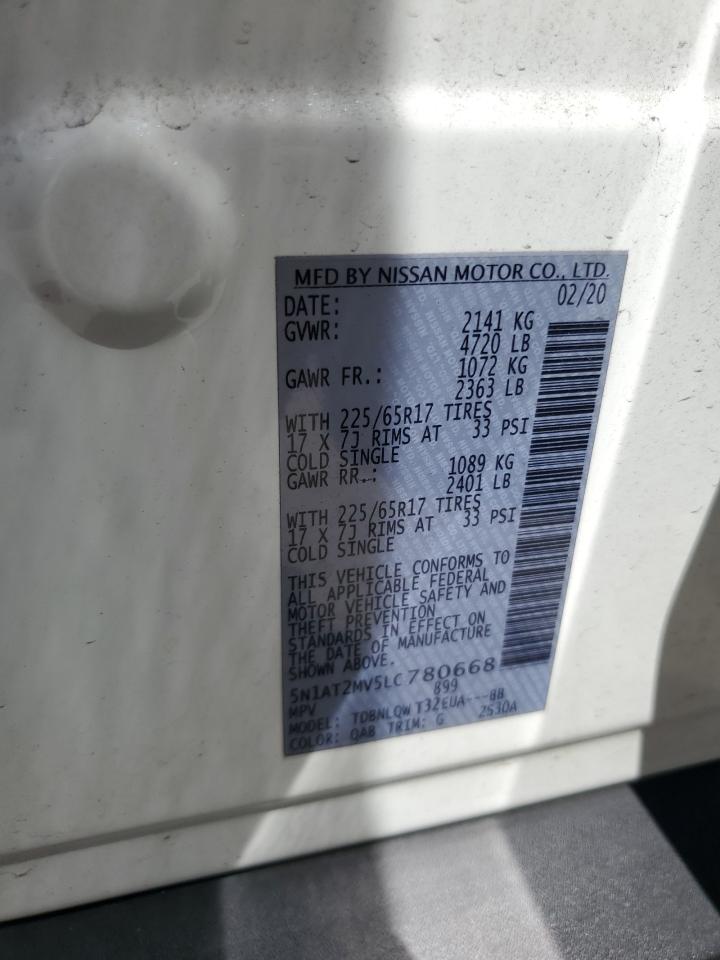 MFD BY NISSAN MOTOR CO., LTD.
DATE: 02/20
GVWR: 2141 KG
4720 LB
GAWR FR.: 1072 KG
2363 LB
WITH 225/65R17 TIRES
17 X 7J RIMS AT 33 PSI
COLD SINGLE
GAWR RR.: 1089 KG
2401 LB
WITH 225/65R17 TIRES
17 X 7J RIMS AT 33 PSI
COLD SINGLE
THIS VEHICLE CONFORMS TO
ALL APPLICABLE FEDERAL
MOTOR VEHICLE SAFETY AND
THEFT PREVENTION
STANDARDS IN EFFECT ON
THE DATE OF MANUFACTURE
SHOWN ABOVE.
5N1AT2MV5LC780668
MPV 899
MODEL: TDBNLQWT32EUA---BB
COLOR: QAB TRIM: G 2530A